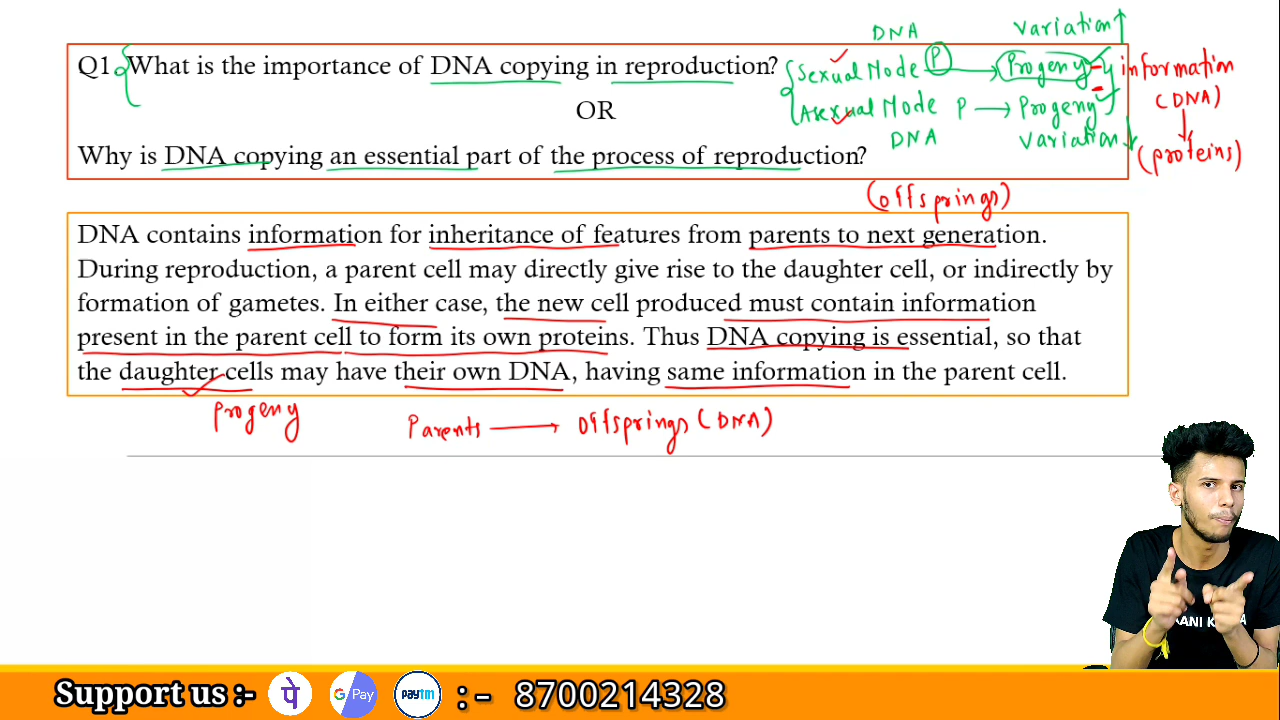 DNA
variation↑
Q1. What is the importance of DNA copying in reproduction?
Sexual Mode P → Progeny
information
OR
Asexual Mode P → Progeny
(DNA)
DNA
variation↓
Why is DNA copying an essential part of the process of reproduction?
(proteins)
(offsprings)
DNA contains information for inheritance of features from parents to next generation.
During reproduction, a parent cell may directly give rise to the daughter cell, or indirectly by
formation of gametes. In either case, the new cell produced must contain information
present in the parent cell to form its own proteins. Thus DNA copying is essential, so that
the daughter cells may have their own DNA, having same information in the parent cell.
Progeny
Parents → offsprings (DNA)
Support us :- पे G Pay paytm :- 8700214328